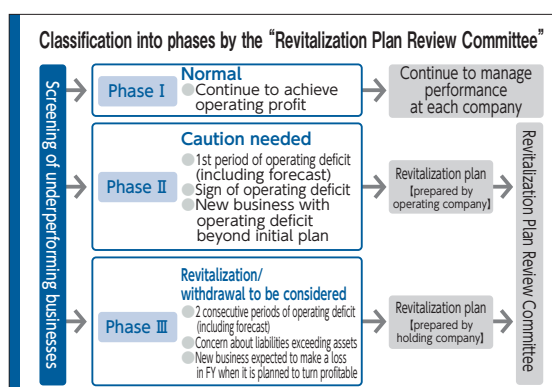 Classification into phases by the “Revitalization Plan Review Committee”
Screening of underperforming businesses
Phase Ⅰ
Normal
Continue to achieve
operating profit
Continue to manage
performance
at each company
Phase Ⅱ
Caution needed
1st period of operating deficit
(including forecast)
Sign of operating deficit
New business with
operating deficit
beyond initial plan
Revitalization plan
【prepared by
operating company】
Phase Ⅲ
Revitalization/
withdrawal to be considered
2 consecutive periods of operating deficit
(including forecast)
Concern about liabilities exceeding assets
New business expected to make a loss
in FY when it is planned to turn profitable
Revitalization plan
【prepared by
holding company】
Revitalization Plan Review Committee